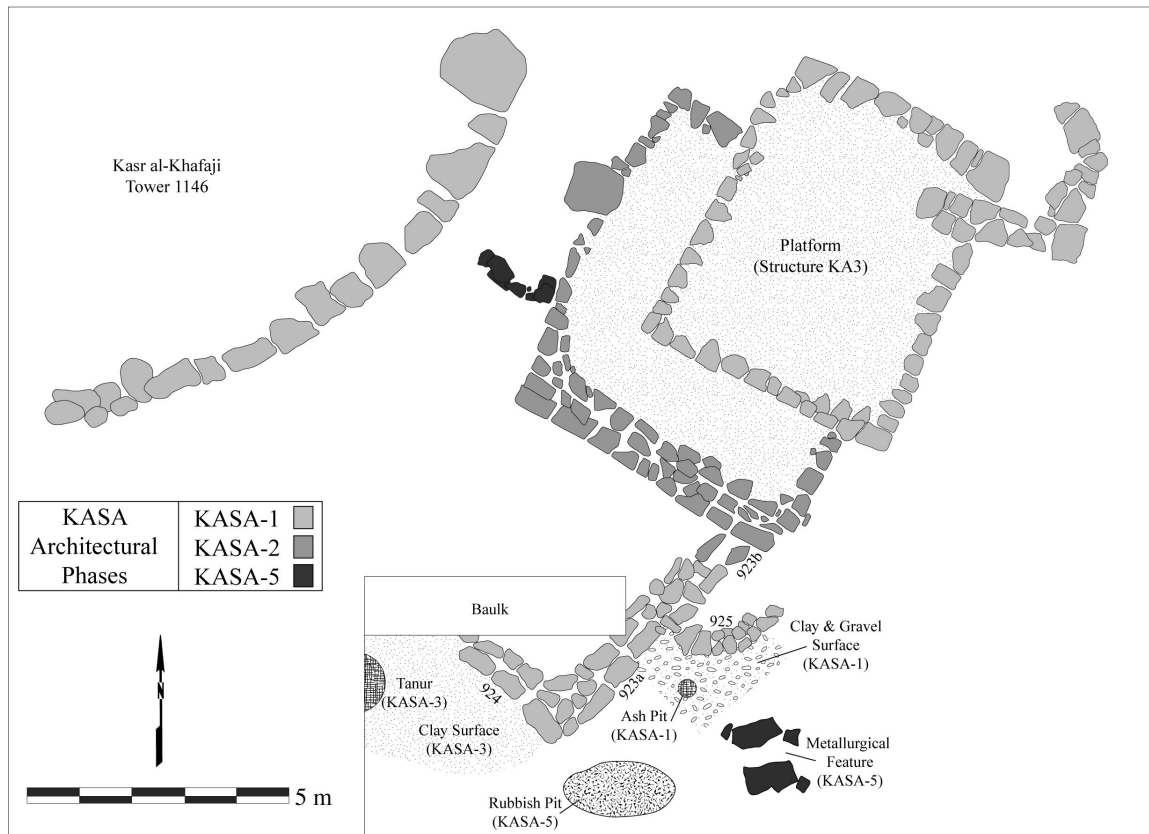 Kasr al-Khafaji
Tower 1146
Platform
(Structure KA3)
KASA
Architectural
Phases
KASA-1
KASA-2
KASA-5
923b
Baulk
925
Clay & Gravel
Surface
(KASA-1)
Tanur
(KASA-3)
924
923a
Ash Pit
(KASA-1)
Clay Surface
(KASA-3)
Metallurgical
Feature
(KASA-5)
Rubbish Pit
(KASA-5)
N
5 m